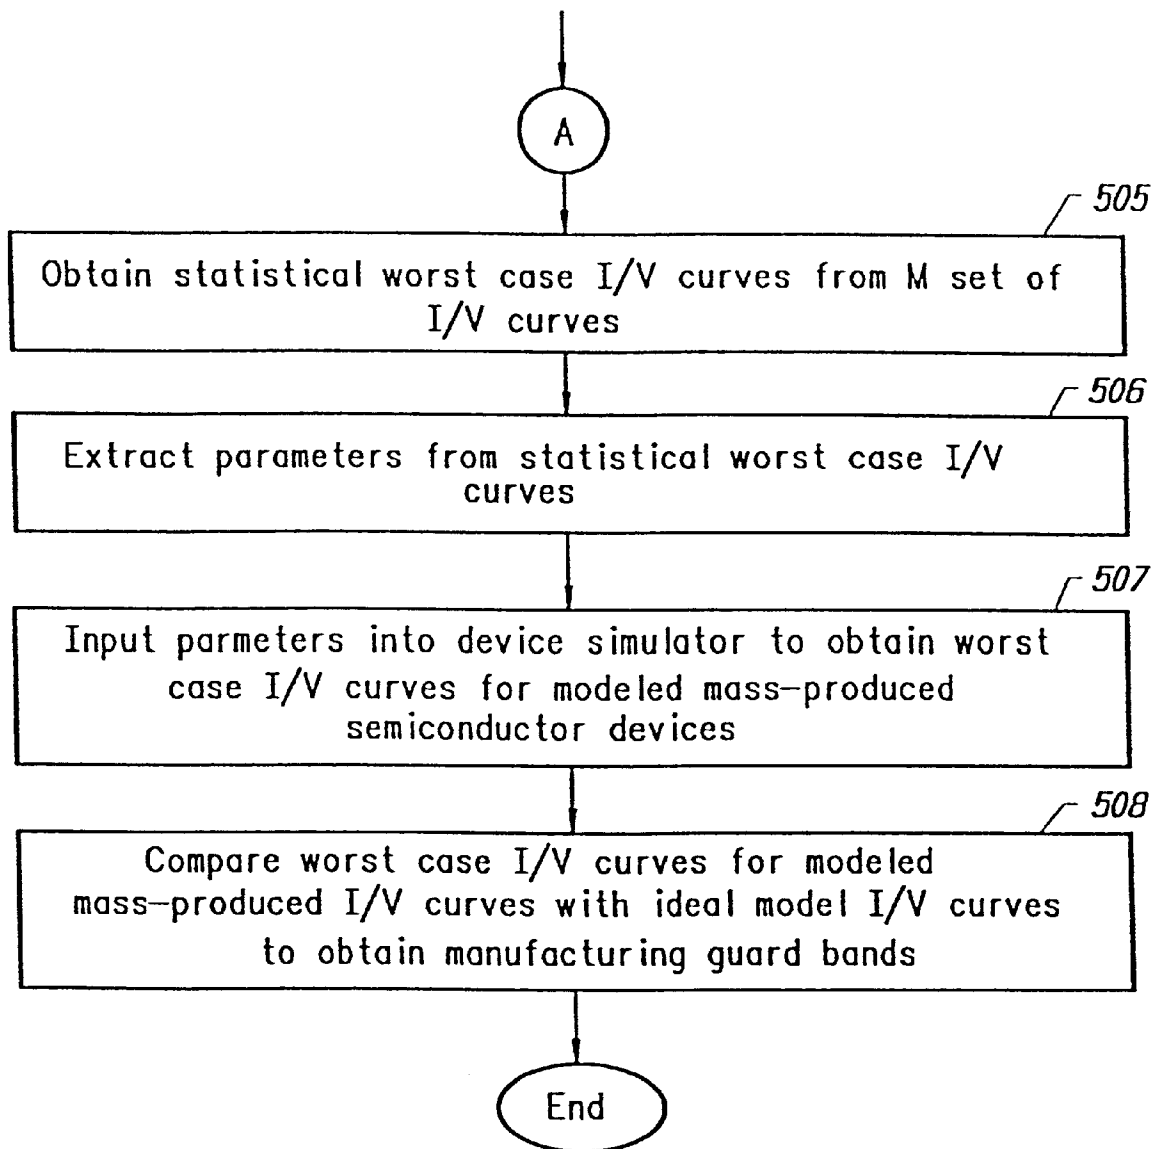 A
505
Obtain statistical worst case I/V curves from M set of
I/V curves
506
Extract parameters from statistical worst case I/V
curves
507
Input parmeters into device simulator to obtain worst
case I/V curves for modeled mass-produced
semiconductor devices
508
Compare worst case I/V curves for modeled
mass-produced I/V curves with ideal model I/V curves
to obtain manufacturing guard bands
End